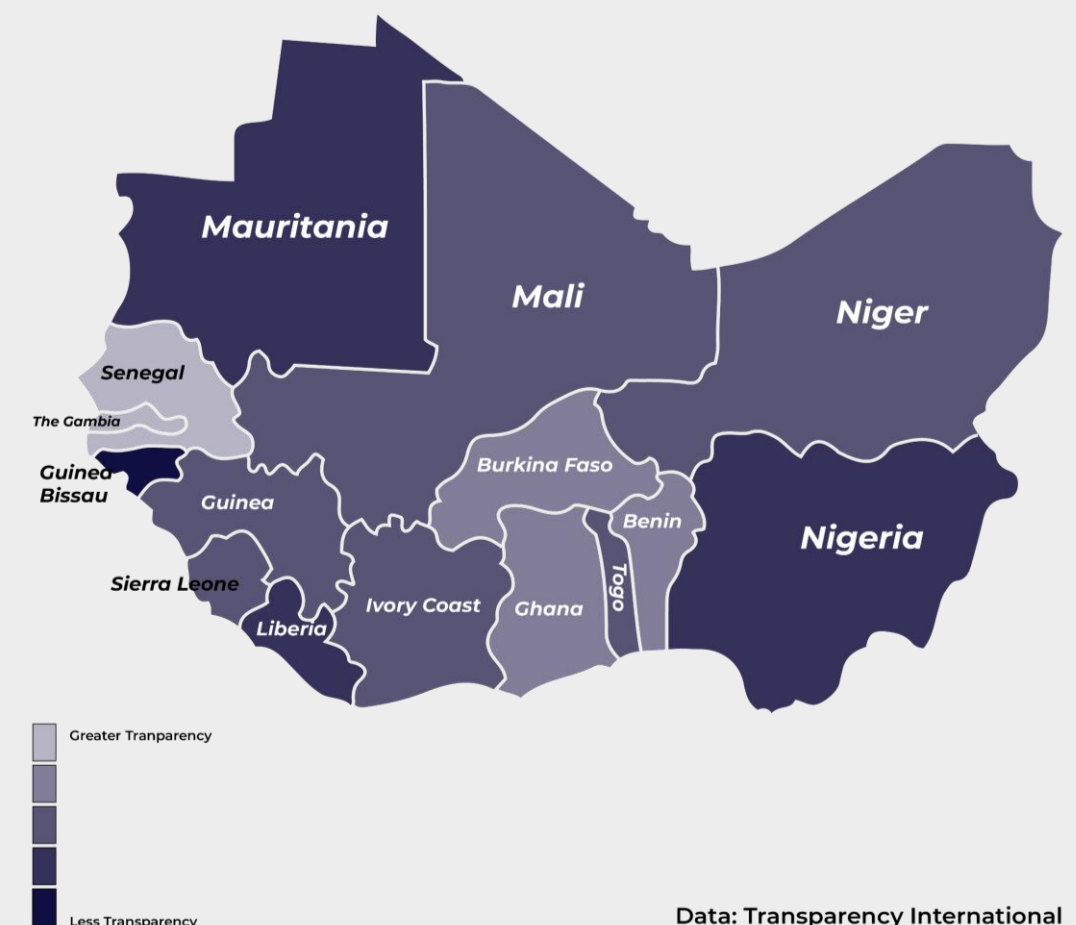 Mauritania
Mali
Niger
Senegal
The Gambia
Guinea
Bissau
Burkina Faso
Guinea
Benin
Nigeria
Sierra Leone
Togo
Ivory Coast
Ghana
Liberia
Greater Tranparency
Less Transparency
Data: Transparency International